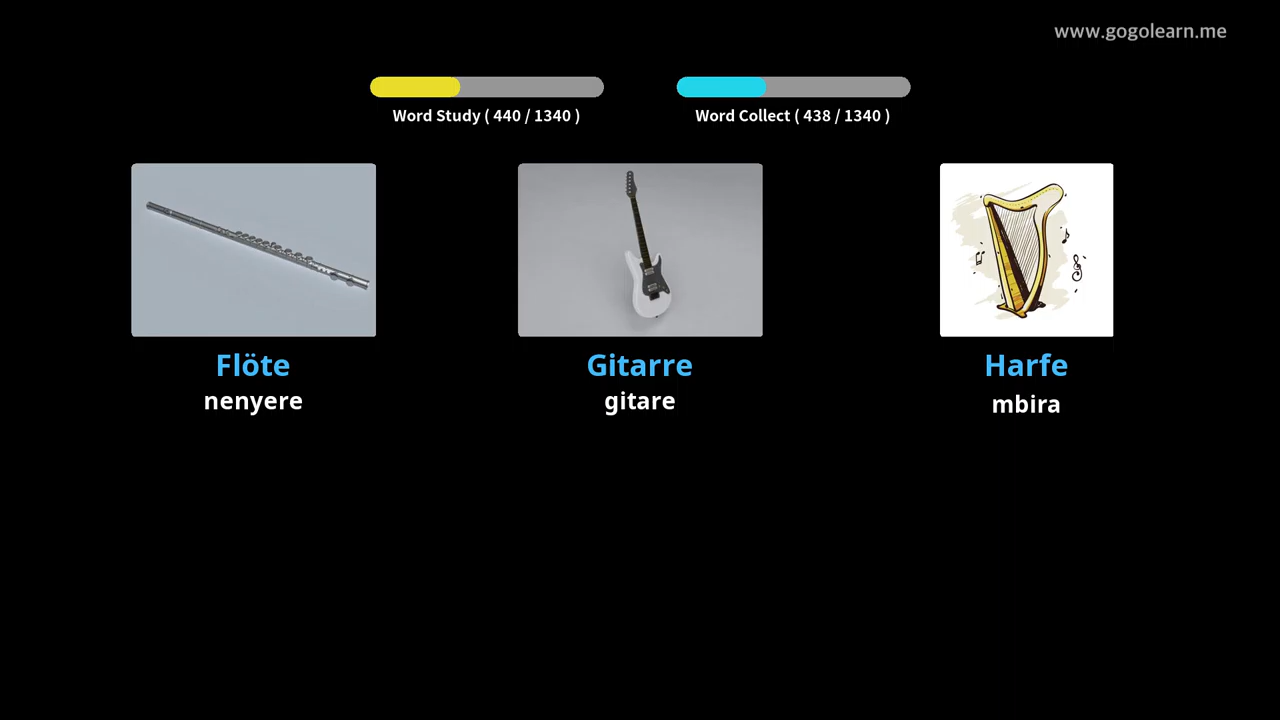 www.gogolearn.me
Word Study ( 440 / 1340 )
Word Collect ( 438 / 1340 )
Flöte
Gitarre
Harfe
nenyere
gitare
mbira